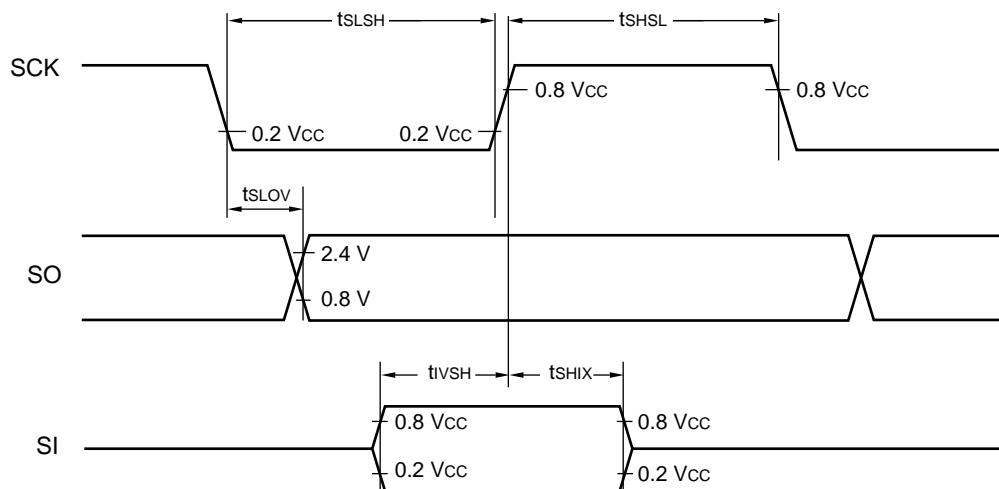 tSLSH
tSHSL
SCK
0.8 VCC
0.8 VCC
0.2 VCC
0.2 VCC
tSLOV
SO
2.4 V
0.8 V
tIVSH
tSHIX
SI
0.8 VCC
0.8 VCC
0.2 VCC
0.2 VCC